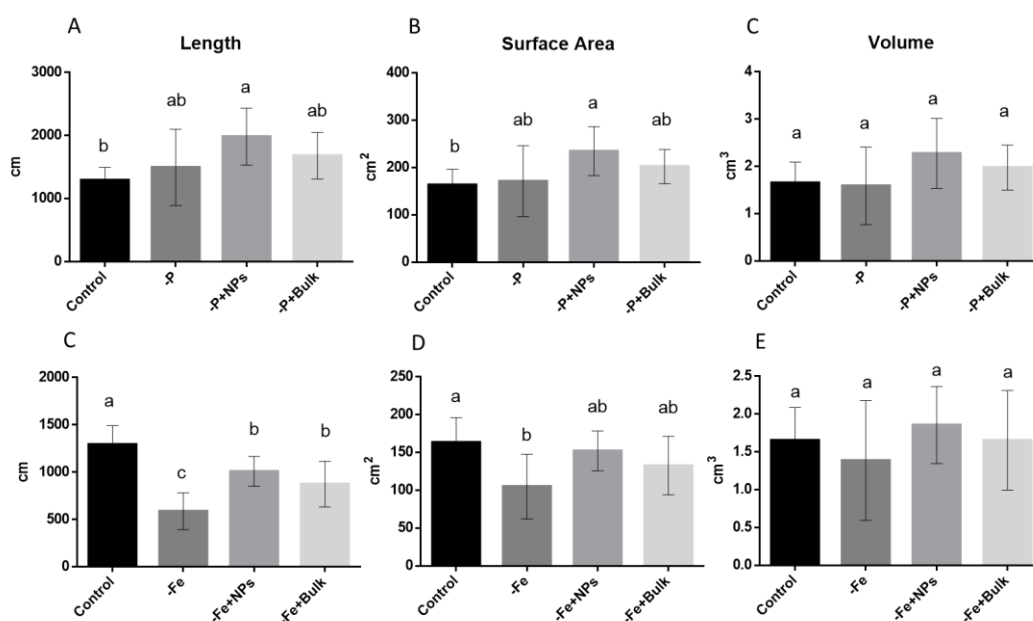 A
Length
3000
2000
1000
0
cm
b
ab
a
ab
Control
-P
-P+NPs
-P+Bulk
B
Surface Area
400
300
200
100
0
cm²
b
ab
a
ab
Control
-P
-P+NPs
-P+Bulk
C
Volume
4
3
2
1
0
cm³
a
a
a
a
Control
-P
-P+NPs
-P+Bulk
C
2000
1500
1000
500
0
cm
a
c
b
b
Control
-Fe
-Fe+NPs
-Fe+Bulk
D
250
200
150
100
50
0
cm²
a
b
ab
ab
Control
-Fe
-Fe+NPs
-Fe+Bulk
E
2.5
2.0
1.5
1.0
0.5
0.0
cm³
a
a
a
a
Control
-Fe
-Fe+NPs
-Fe+Bulk